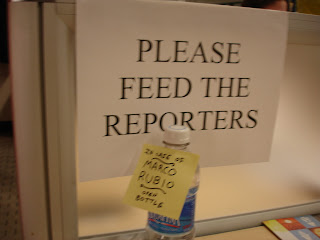 PLEASE
FEED THE
REPORTERS
IN CASE OF
MARCO
RUBIO
OPEN
BOTTLE